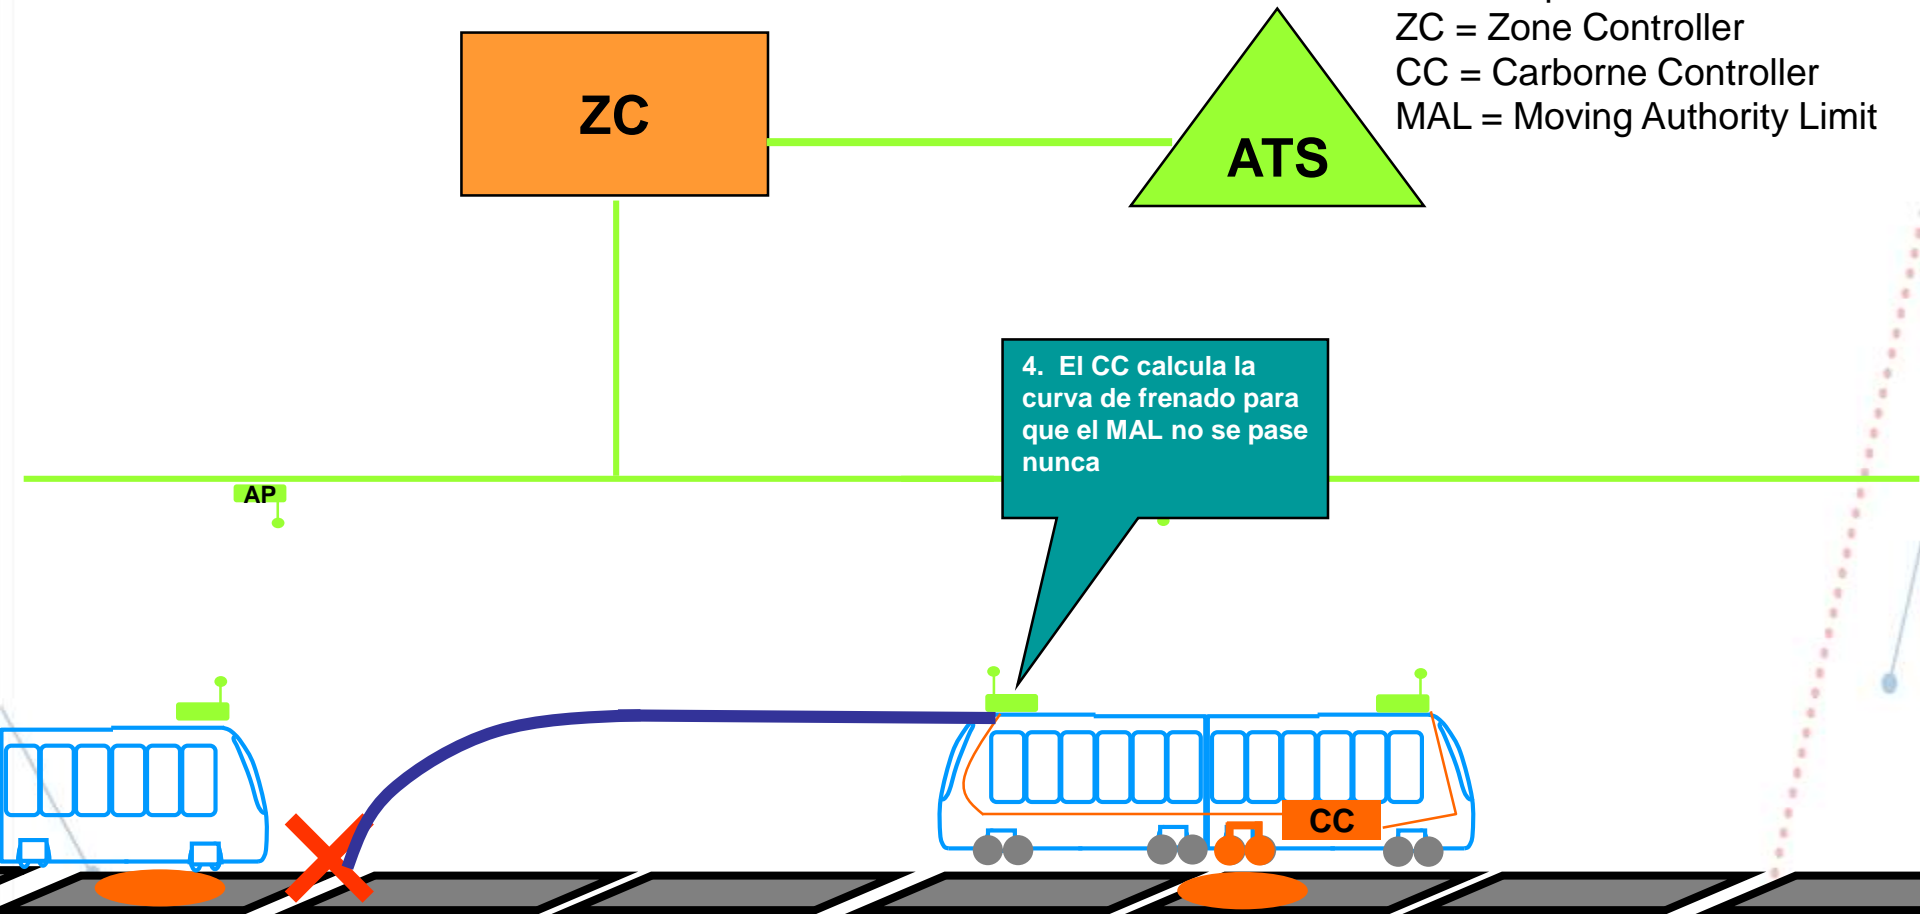 ZC = Zone Controller
CC = Carborne Controller
MAL = Moving Authority Limit
ZC
ATS
4. El CC calcula la
curva de frenado para
que el MAL no se pase
nunca
AP
CC